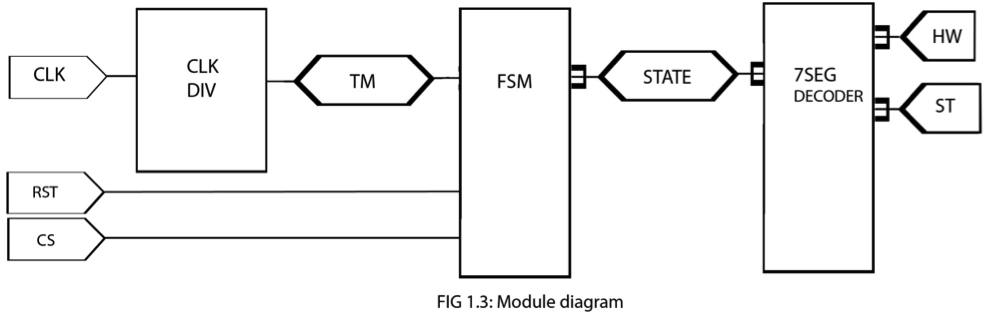 CLK
CLK
DIV
TM
FSM
STATE
7SEG
DECODER
HW
ST
RST
CS
FIG 1.3: Module diagram